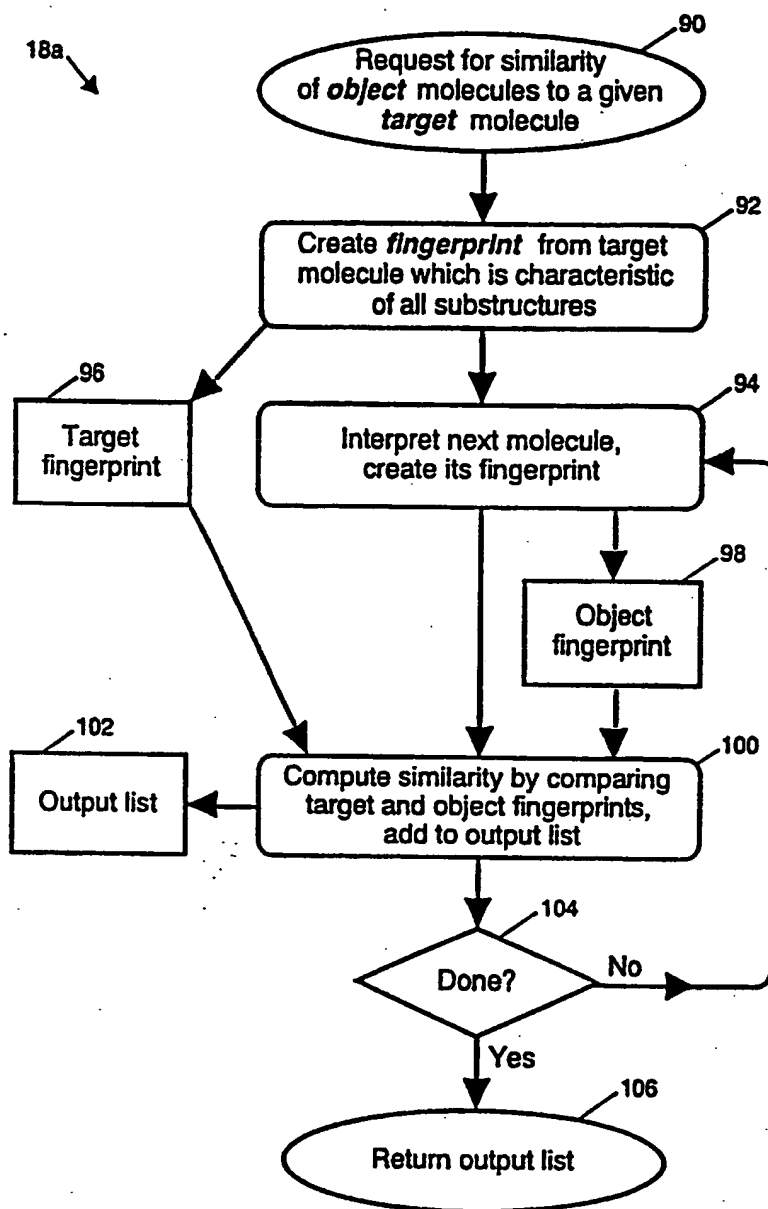 18a
90
Request for similarity
of object molecules to a given
target molecule
92
Create fingerprint from target
molecule which is characteristic
of all substructures
96
Target
fingerprint
94
Interpret next molecule,
create its fingerprint
98
Object
fingerprint
102
Output list
100
Compute similarity by comparing
target and object fingerprints,
add to output list
104
Done?
No
Yes
106
Return output list